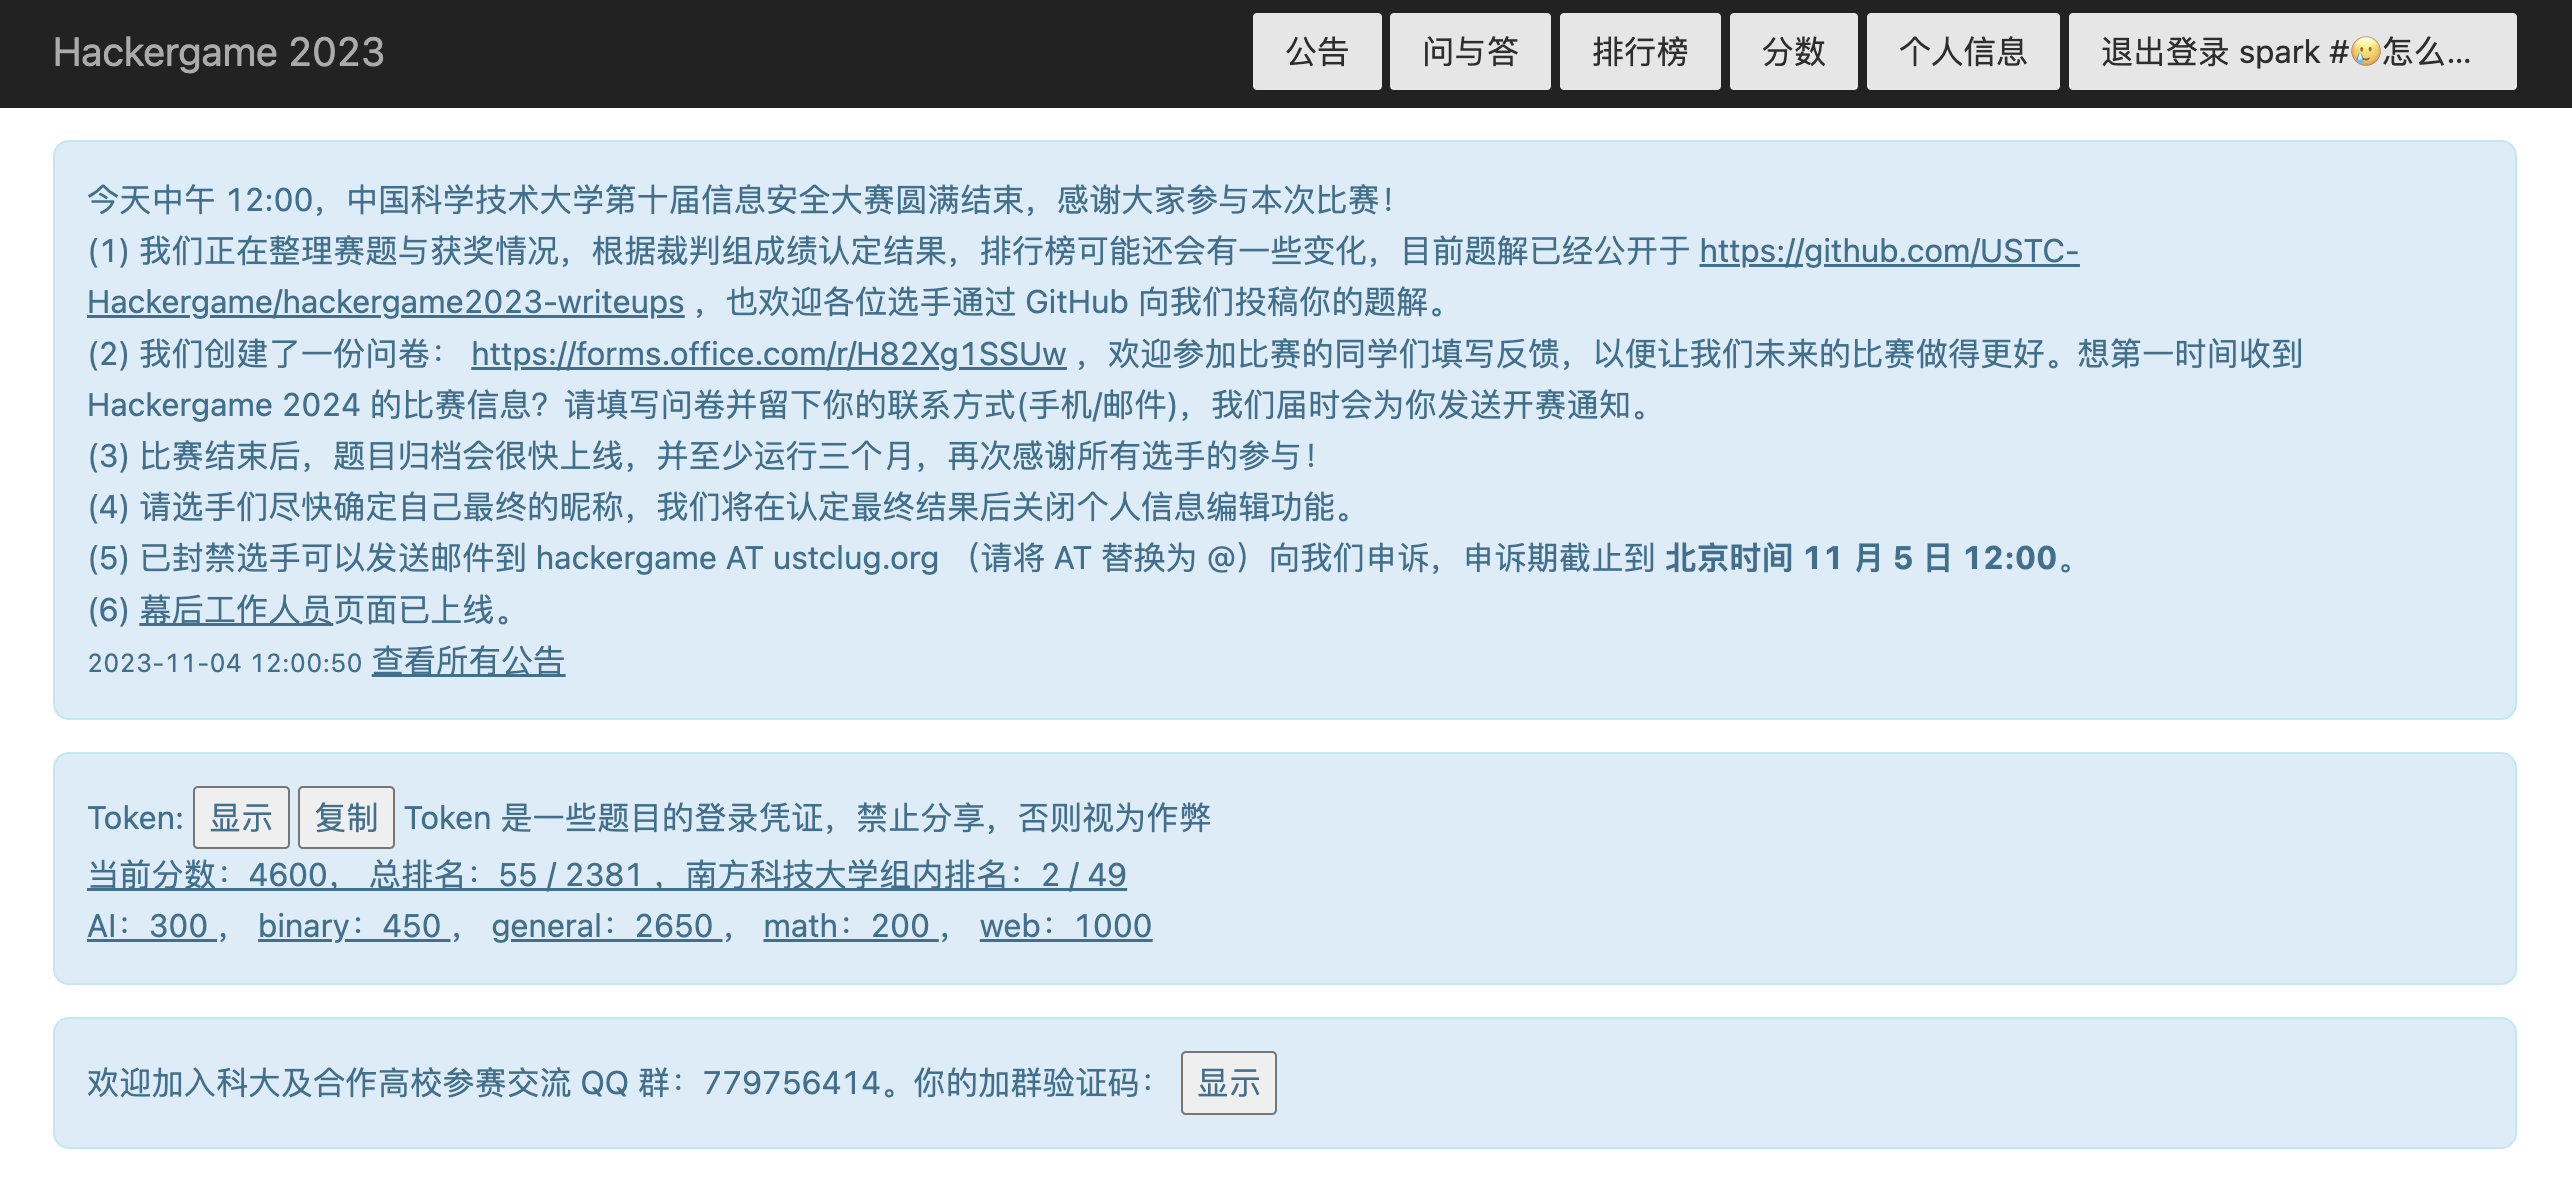 Hackergame 2023
公告 问与答 排行榜 分数 个人信息 退出登录 spark #🥲怎么...
今天中午 12:00，中国科学技术大学第十届信息安全大赛圆满结束，感谢大家参与本次比赛！
(1) 我们正在整理赛题与获奖情况，根据裁判组成绩认定结果，排行榜可能还会有一些变化，目前题解已经公开于 https://github.com/USTC-
Hackergame/hackergame2023-writeups ，也欢迎各位选手通过 GitHub 向我们投稿你的题解。
(2) 我们创建了一份问卷： https://forms.office.com/r/H82Xg1SSUw ，欢迎参加比赛的同学们填写反馈，以便让我们未来的比赛做得更好。想第一时间收到
Hackergame 2024 的比赛信息？请填写问卷并留下你的联系方式(手机/邮件)，我们届时会为你发送开赛通知。
(3) 比赛结束后，题目归档会很快上线，并至少运行三个月，再次感谢所有选手的参与！
(4) 请选手们尽快确定自己最终的昵称，我们将在认定最终结果后关闭个人信息编辑功能。
(5) 已封禁选手可以发送邮件到 hackergame AT ustclug.org （请将 AT 替换为 @）向我们申诉，申诉期截止到 北京时间 11 月 5 日 12:00。
(6) 幕后工作人员页面已上线。
2023-11-04 12:00:50 查看所有公告
Token: 显示 复制 Token 是一些题目的登录凭证，禁止分享，否则视为作弊
当前分数：4600， 总排名：55 / 2381 ，南方科技大学组内排名：2 / 49
AI：300 ， binary：450 ， general：2650 ， math：200 ， web：1000
欢迎加入科大及合作高校参赛交流 QQ 群：779756414。你的加群验证码： 显示